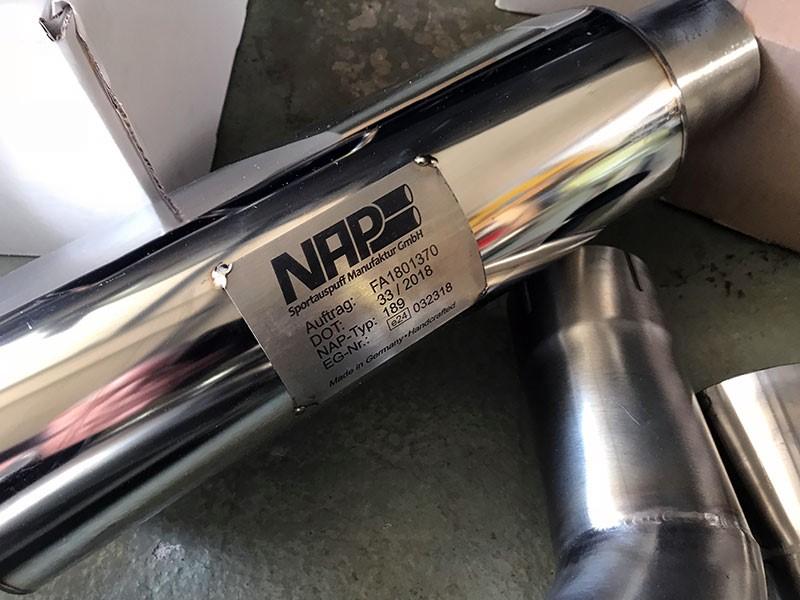 NAP
Sportauspuff Manufaktur GmbH
Auftrag: FA1801370
DOT: 33 / 2018
NAP-Typ: 189
EG-Nr.: e24 032318
Made in Germany • Handcrafted